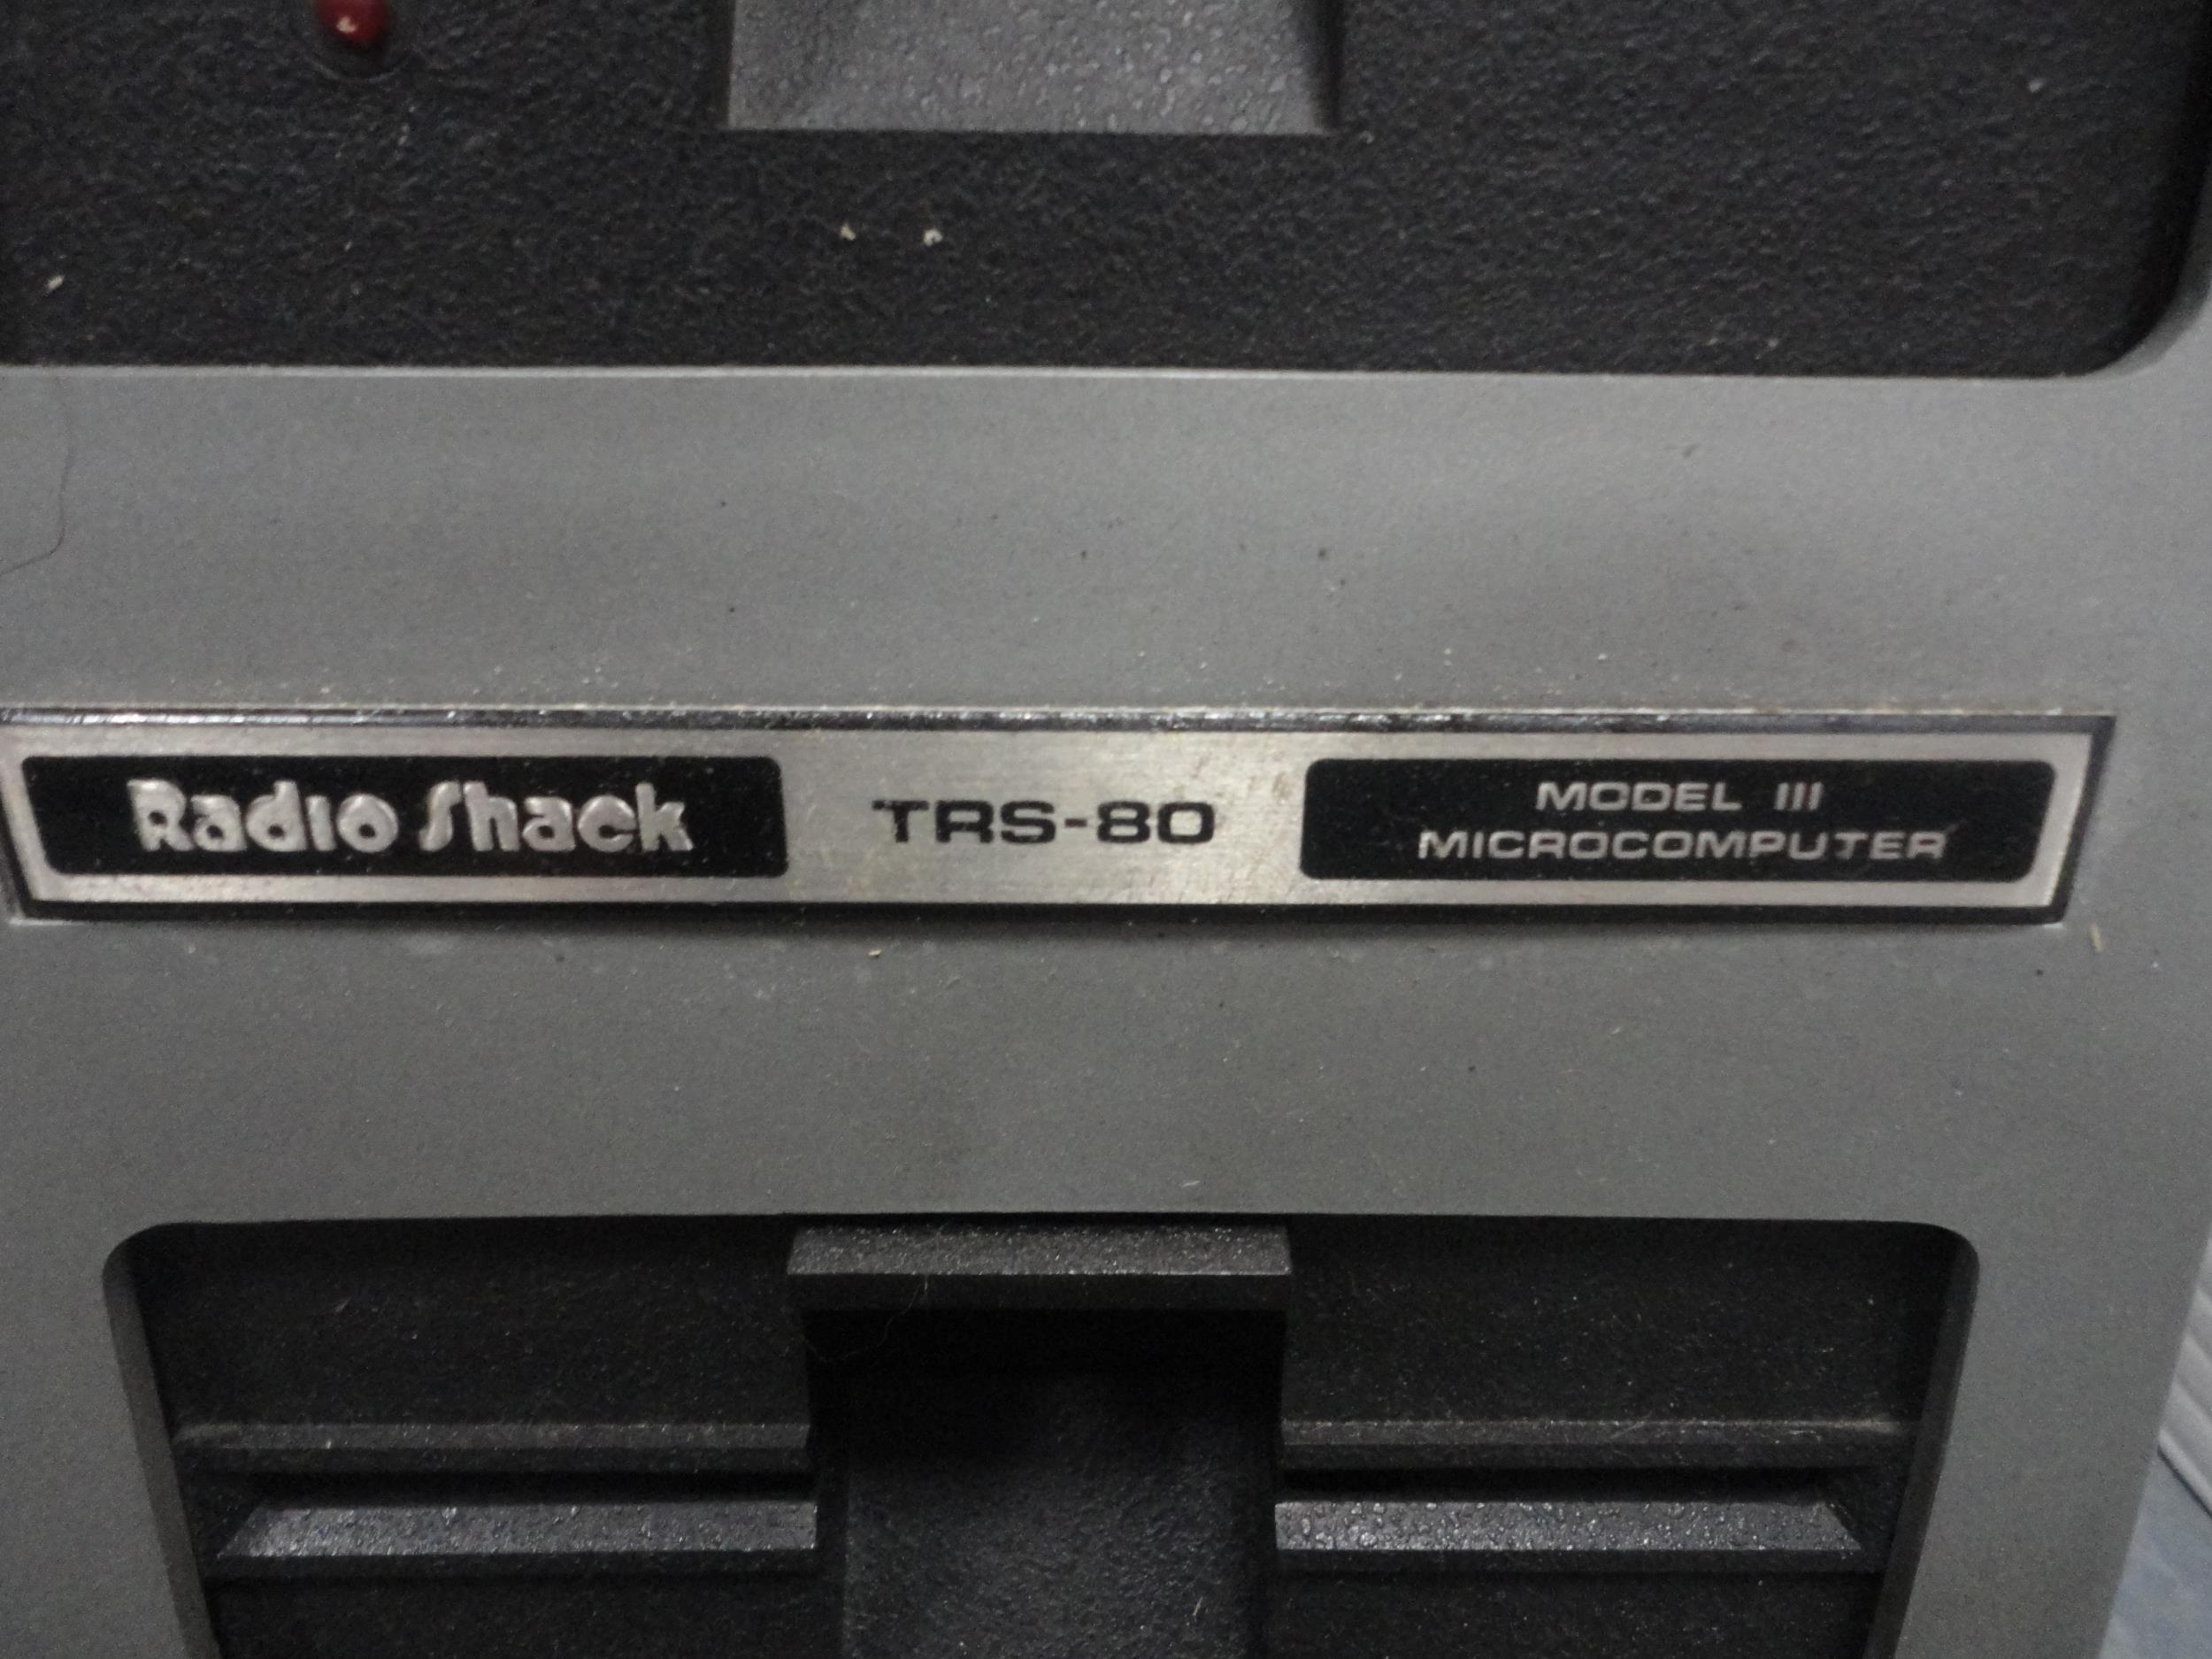 Radio Shack
TRS-80
MODEL III
MICROCOMPUTER